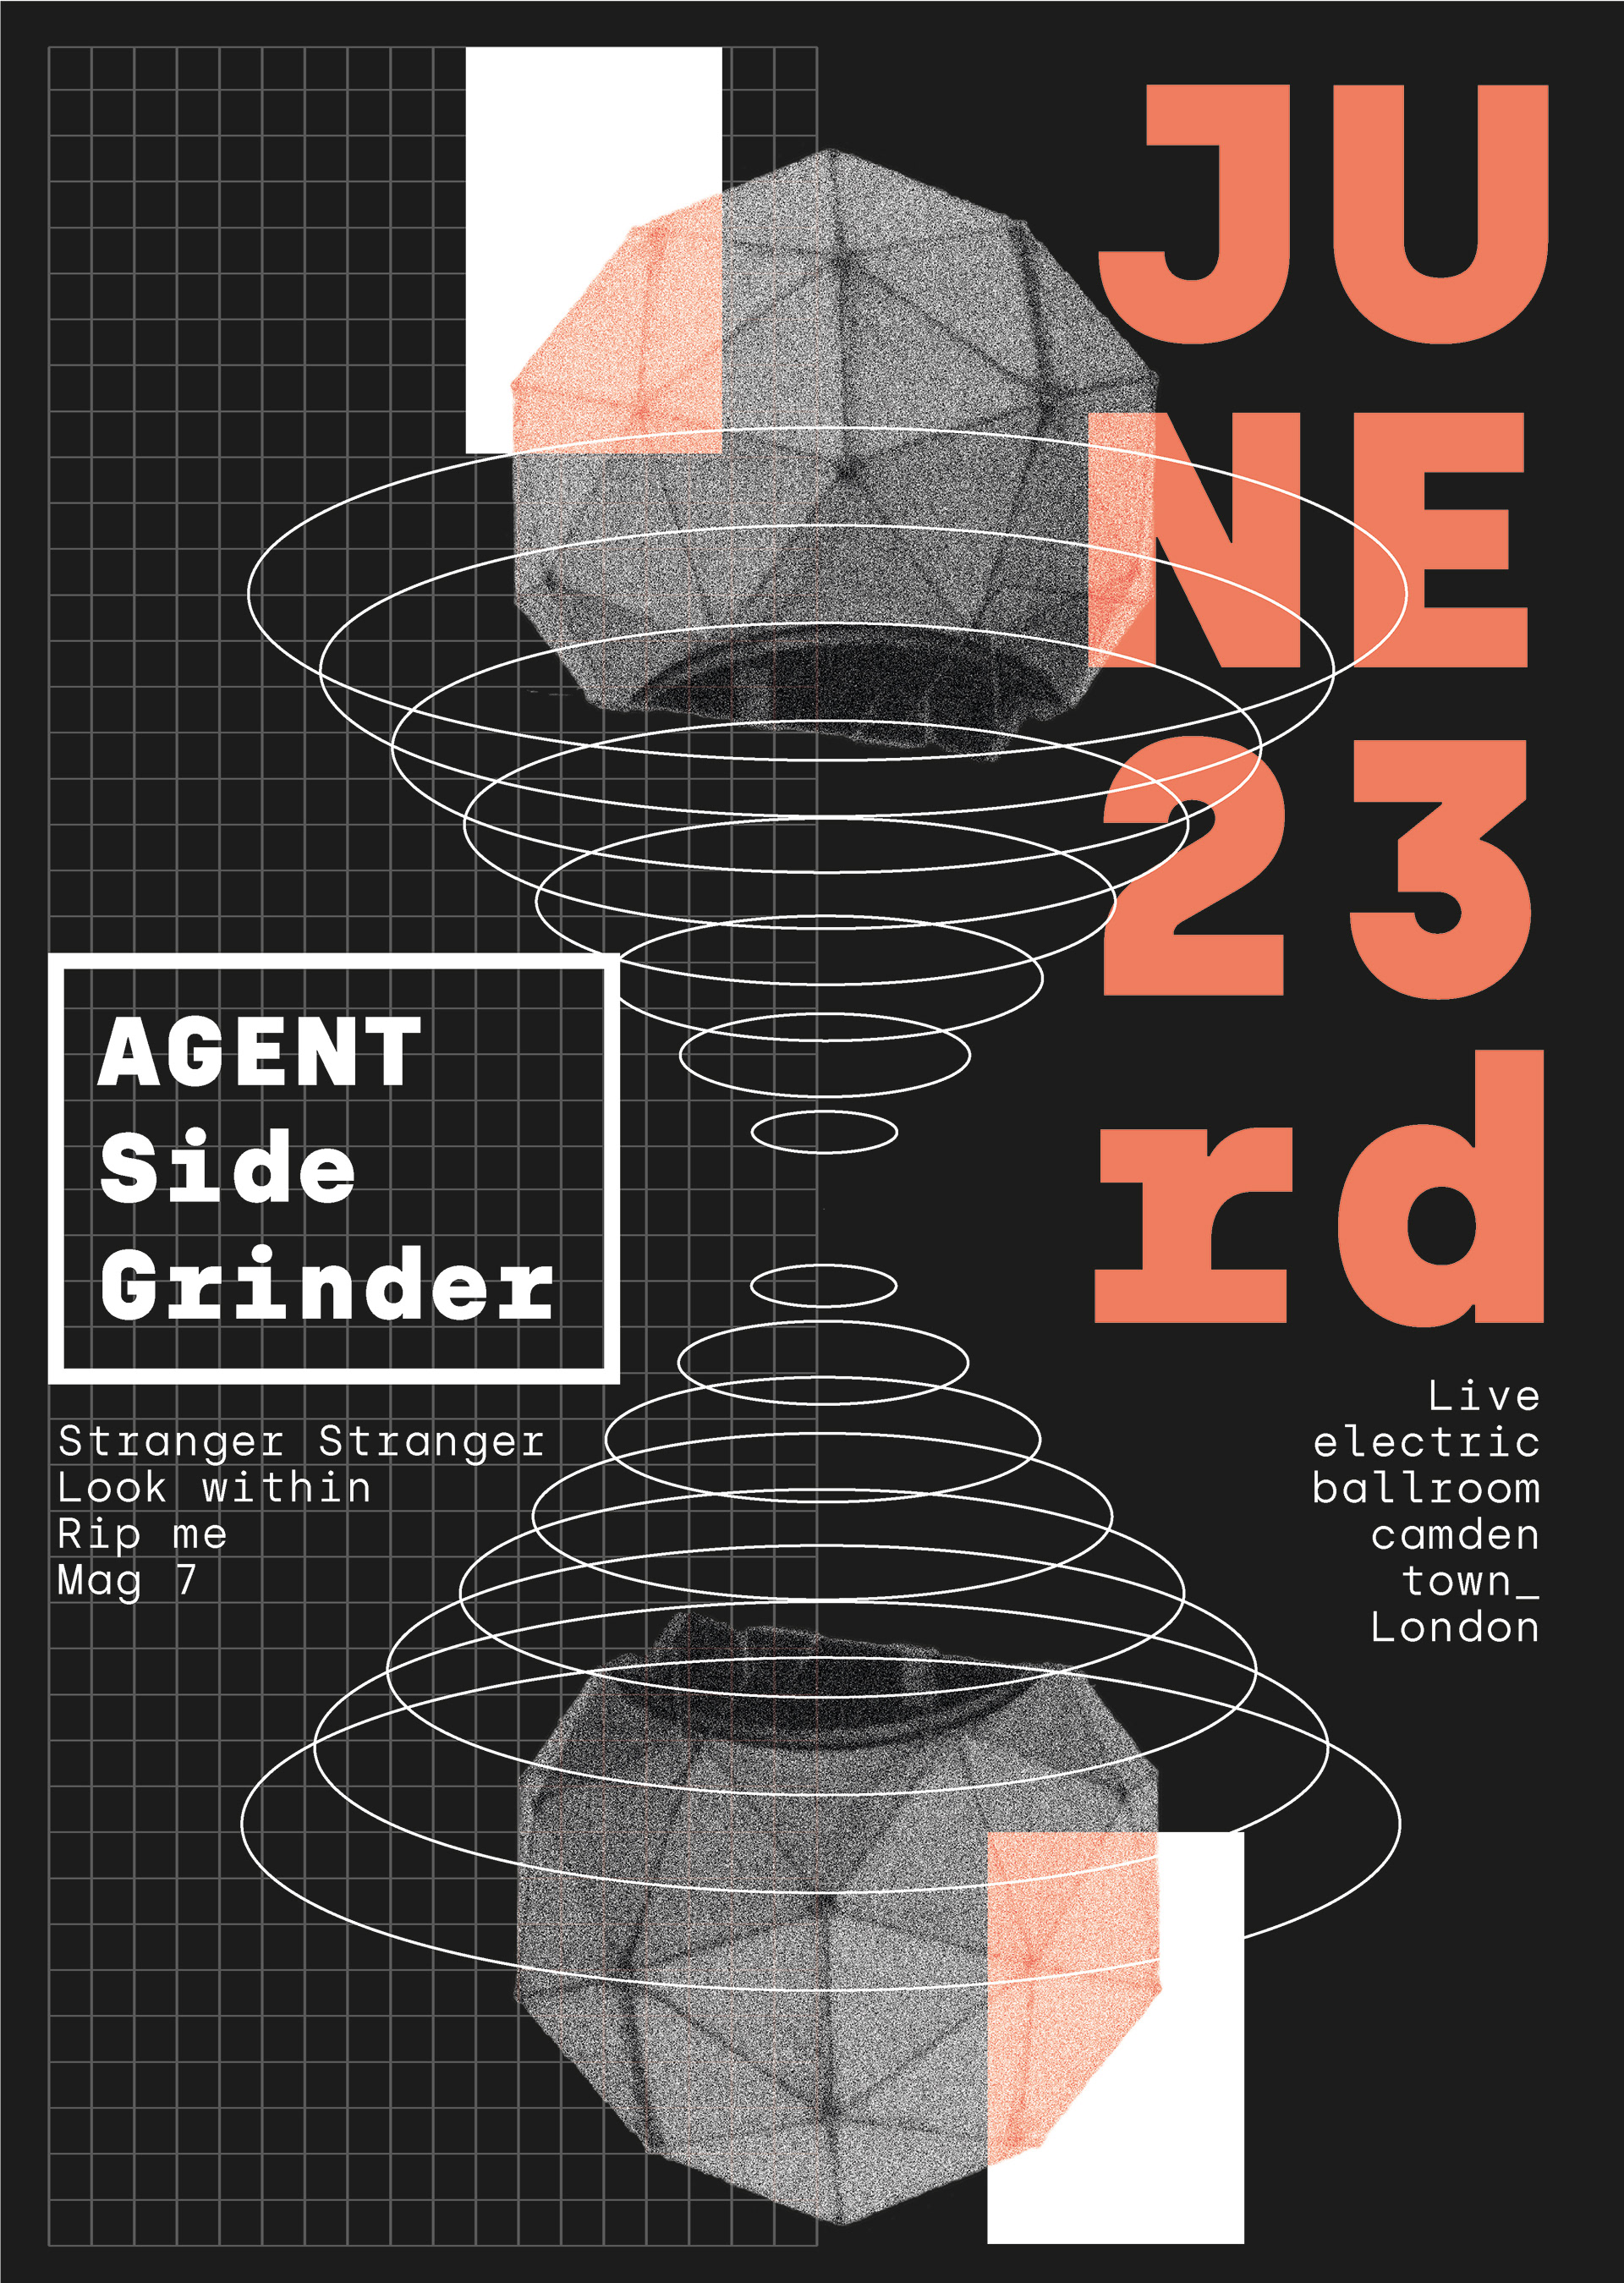 JU
NE
23
rd
AGENT
Side
Grinder
Stranger Stranger
Look within
Rip me
Mag 7
Live
electric
ballroom
camden
town_
London